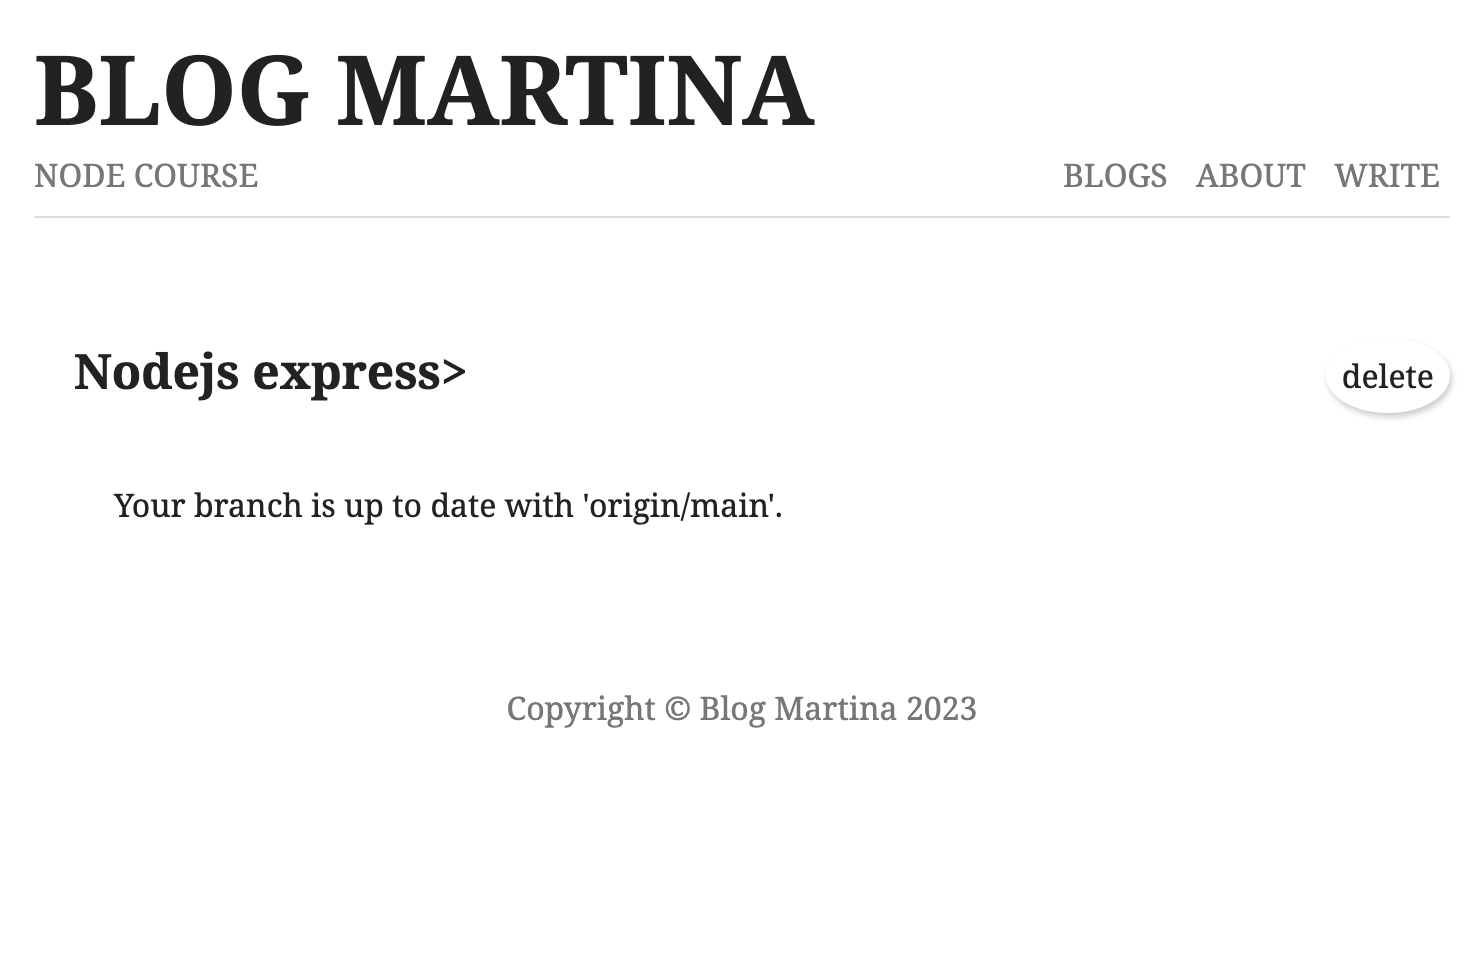 BLOG MARTINA
NODE COURSE
BLOGS ABOUT WRITE
Nodejs express>
delete
Your branch is up to date with 'origin/main'.
Copyright © Blog Martina 2023